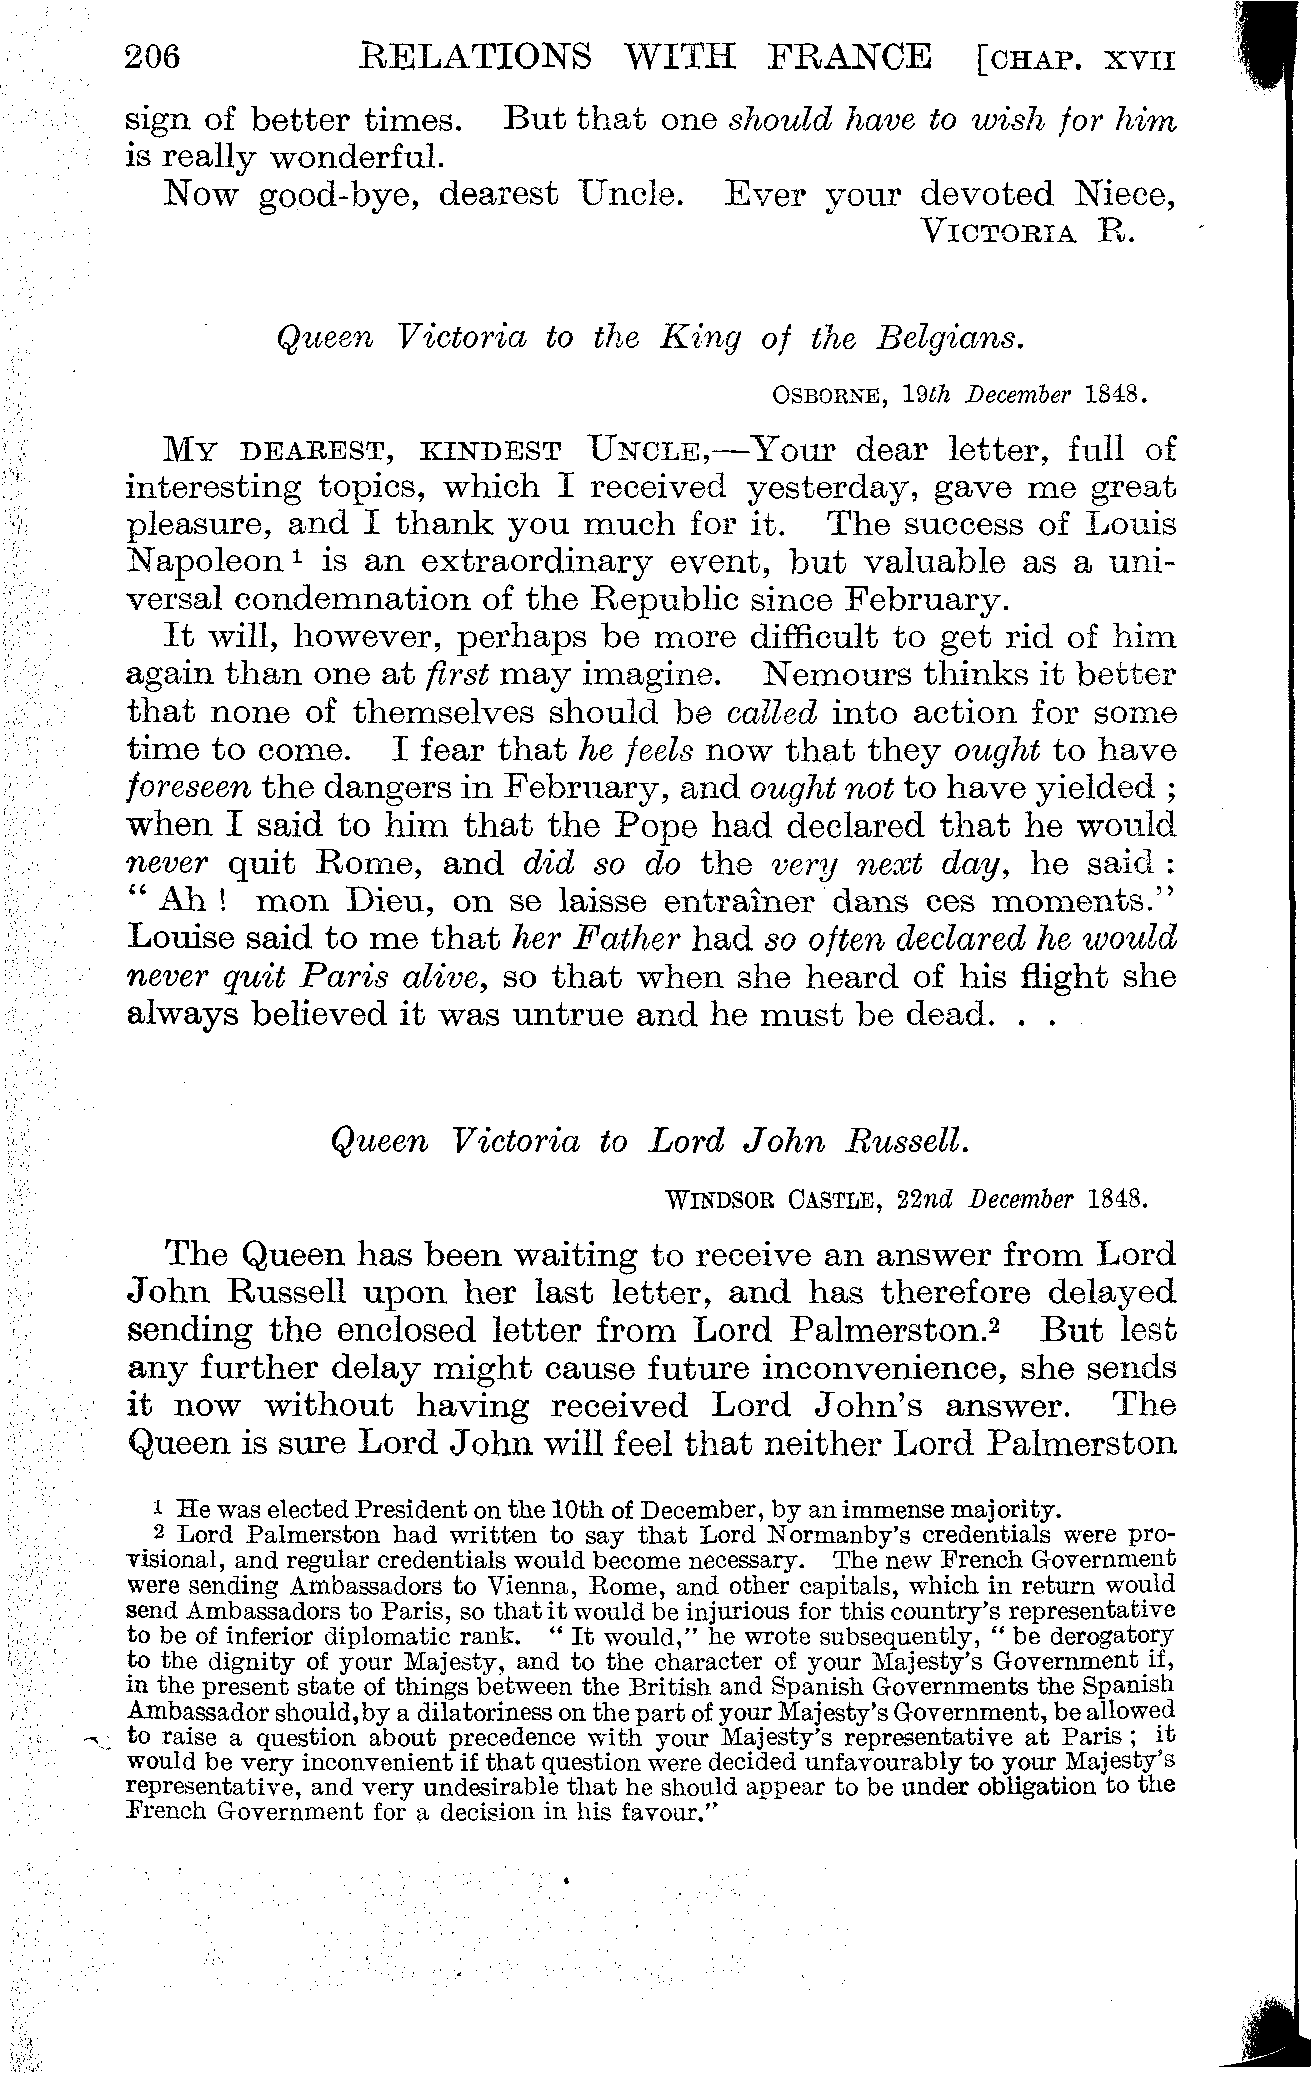 206 RELATIONS WITH FRANCE [CHAP. XVII
sign of better times. But that one should have to wish for him
is really wonderful.
Now good-bye, dearest Uncle. Ever your devoted Niece,
VICTORIA R.
Queen Victoria to the King of the Belgians.
OSBORNE, 19th December 1848.
MY DEAREST, KINDEST UNCLE,—Your dear letter, full of
interesting topics, which I received yesterday, gave me great
pleasure, and I thank you much for it. The success of Louis
Napoleon¹ is an extraordinary event, but valuable as a uni-
versal condemnation of the Republic since February.
It will, however, perhaps be more difficult to get rid of him
again than one at first may imagine. Nemours thinks it better
that none of themselves should be called into action for some
time to come. I fear that he feels now that they ought to have
foreseen the dangers in February, and ought not to have yielded ;
when I said to him that the Pope had declared that he would
never quit Rome, and did so do the very next day, he said :
“ Ah ! mon Dieu, on se laisse entraîner dans ces moments.”
Louise said to me that her Father had so often declared he would
never quit Paris alive, so that when she heard of his flight she
always believed it was untrue and he must be dead. . .
Queen Victoria to Lord John Russell.
WINDSOR CASTLE, 22nd December 1848.
The Queen has been waiting to receive an answer from Lord
John Russell upon her last letter, and has therefore delayed
sending the enclosed letter from Lord Palmerston.² But lest
any further delay might cause future inconvenience, she sends
it now without having received Lord John's answer. The
Queen is sure Lord John will feel that neither Lord Palmerston
1 He was elected President on the 10th of December, by an immense majority.
2 Lord Palmerston had written to say that Lord Normanby's credentials were pro-
visional, and regular credentials would become necessary. The new French Government
were sending Ambassadors to Vienna, Rome, and other capitals, which in return would
send Ambassadors to Paris, so that it would be injurious for this country's representative
to be of inferior diplomatic rank. “ It would,” he wrote subsequently, “ be derogatory
to the dignity of your Majesty, and to the character of your Majesty's Government if,
in the present state of things between the British and Spanish Governments the Spanish
Ambassador should, by a dilatoriness on the part of your Majesty's Government, be allowed
to raise a question about precedence with your Majesty's representative at Paris ; it
would be very inconvenient if that question were decided unfavourably to your Majesty's
representative, and very undesirable that he should appear to be under obligation to the
French Government for a decision in his favour.”